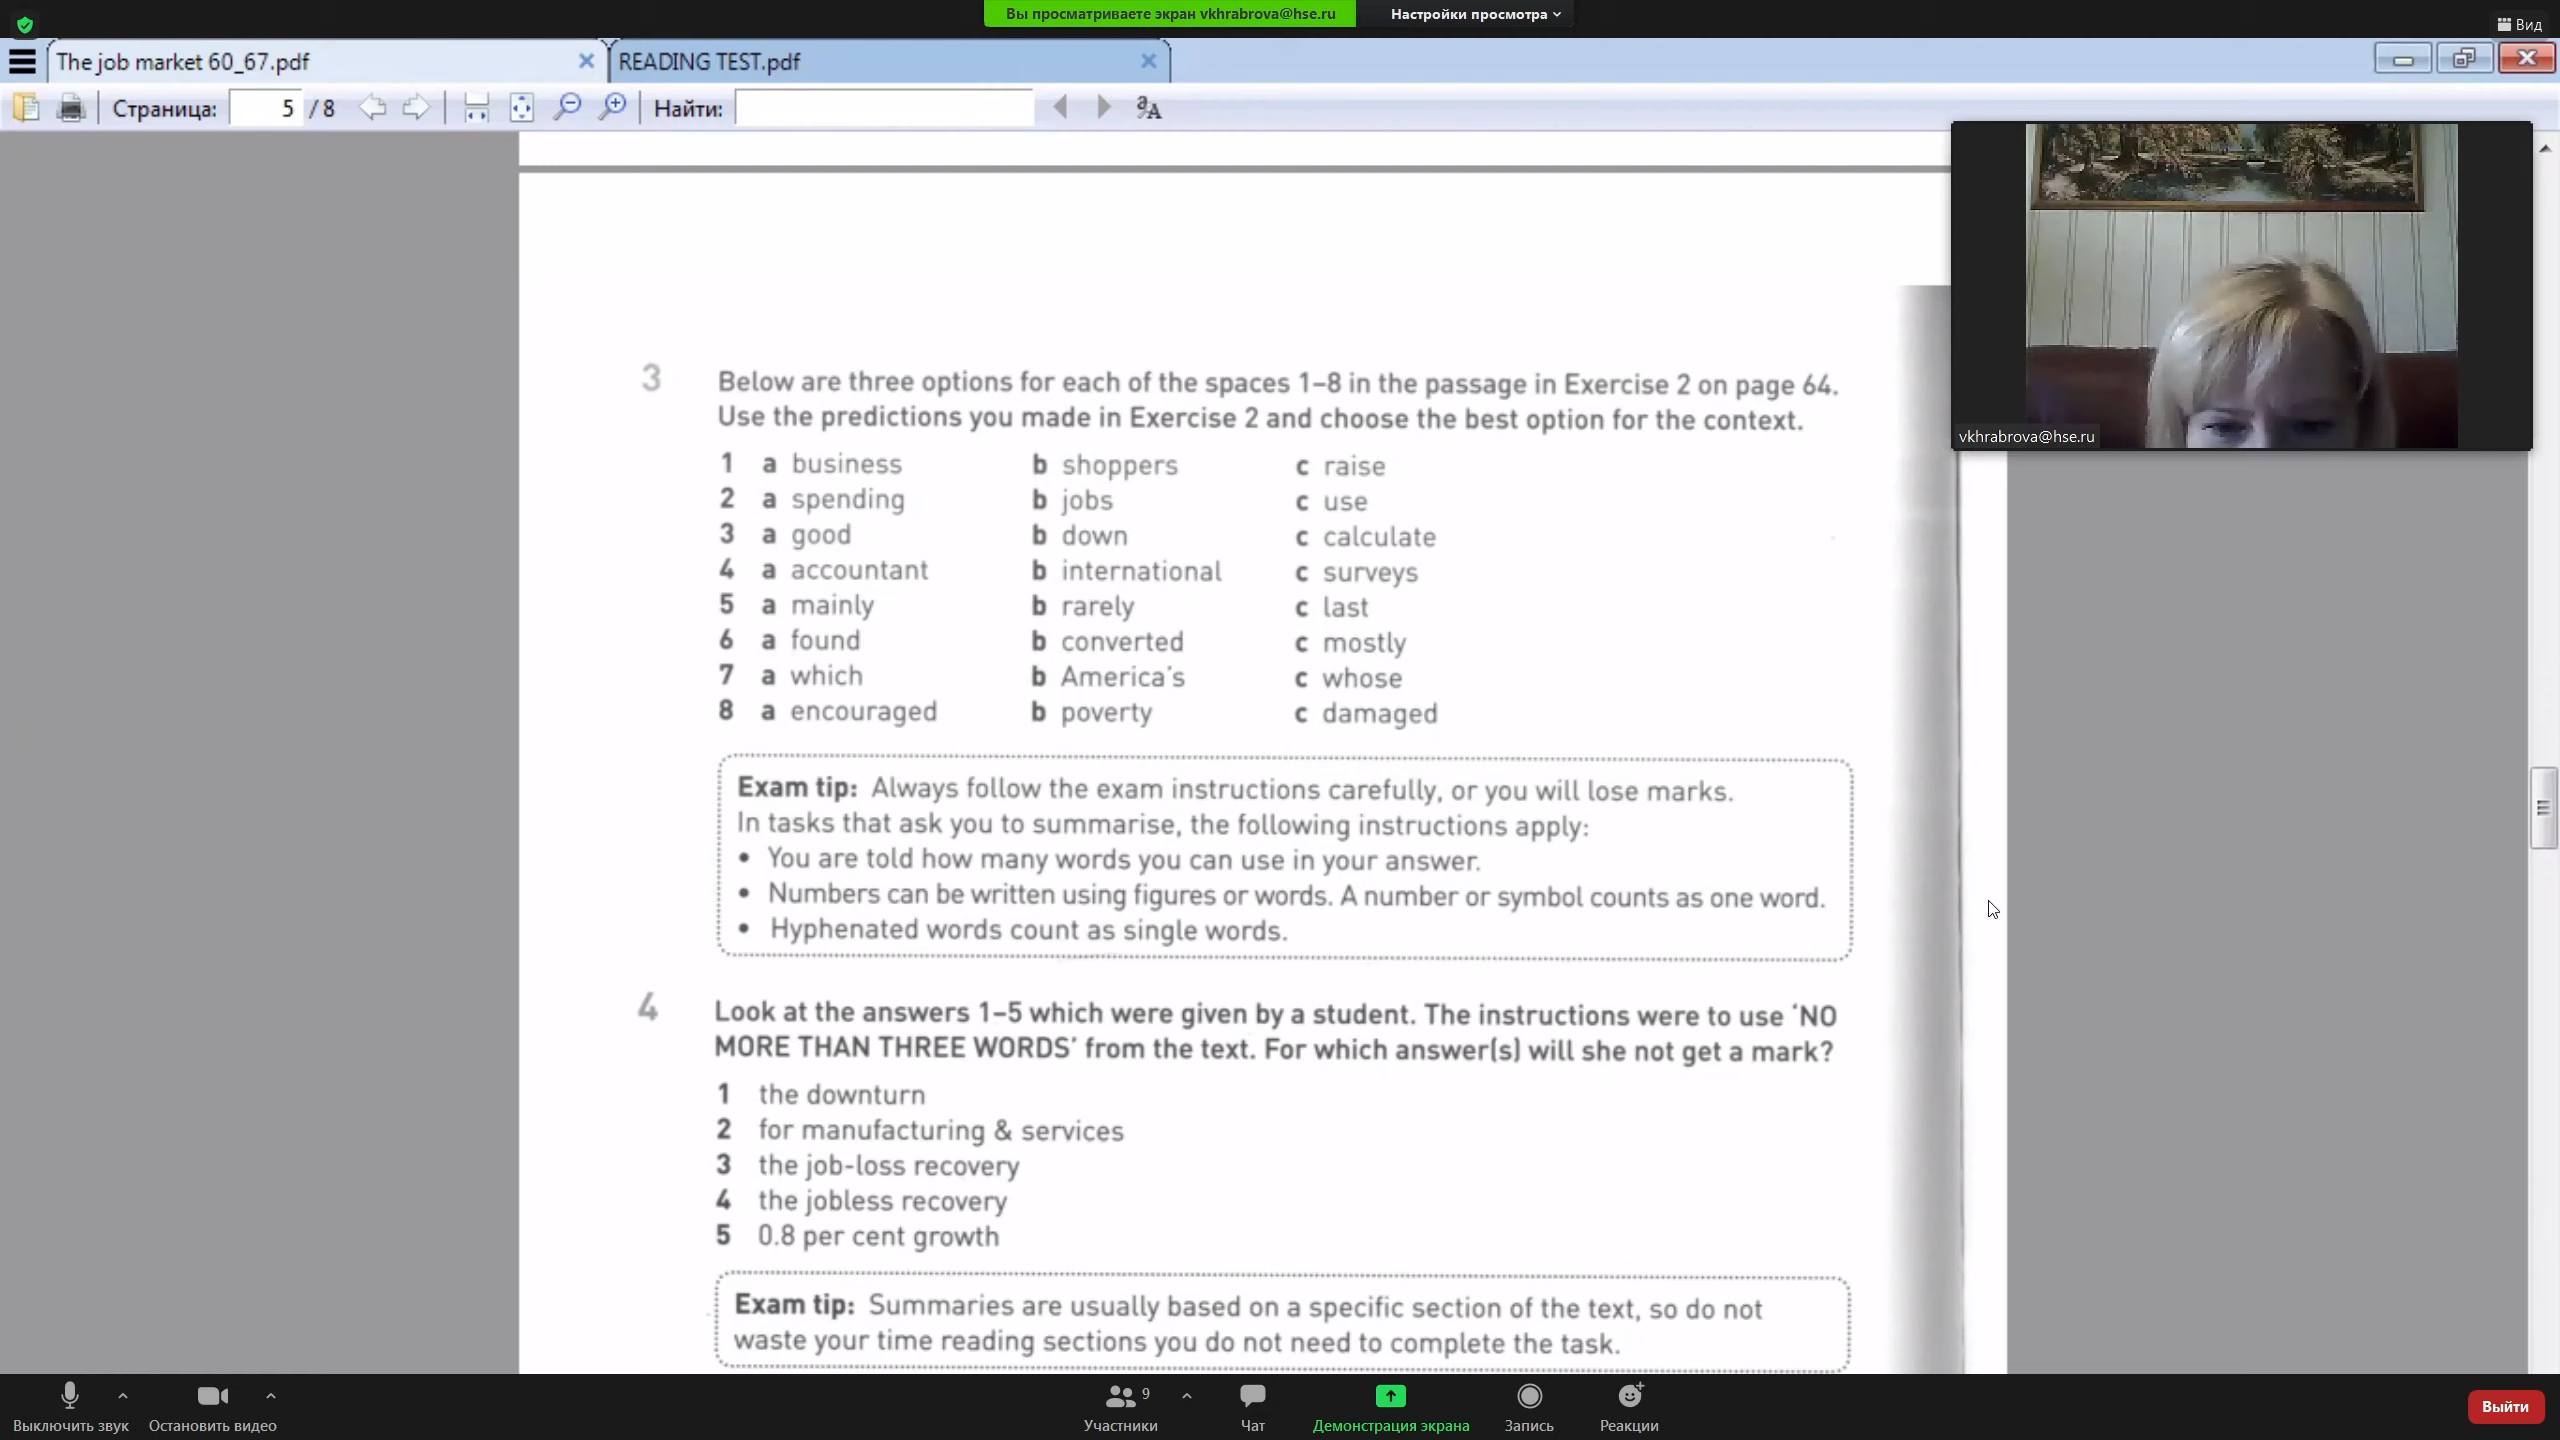 Вы просматриваете экран vkhrabrova@hse.ru
Настройки просмотра
Вид
The job market 60_67.pdf
READING TEST.pdf
Страница: 5 / 8
Найти:
vkhrabrova@hse.ru
3 Below are three options for each of the spaces 1–8 in the passage in Exercise 2 on page 64.
Use the predictions you made in Exercise 2 and choose the best option for the context.
1 a business b shoppers c raise
2 a spending b jobs c use
3 a good b down c calculate
4 a accountant b international c surveys
5 a mainly b rarely c last
6 a found b converted c mostly
7 a which b America's c whose
8 a encouraged b poverty c damaged
Exam tip: Always follow the exam instructions carefully, or you will lose marks.
In tasks that ask you to summarise, the following instructions apply:
• You are told how many words you can use in your answer.
• Numbers can be written using figures or words. A number or symbol counts as one word.
• Hyphenated words count as single words.
4 Look at the answers 1–5 which were given by a student. The instructions were to use ‘NO
MORE THAN THREE WORDS’ from the text. For which answer(s) will she not get a mark?
1 the downturn
2 for manufacturing & services
3 the job-loss recovery
4 the jobless recovery
5 0.8 per cent growth
Exam tip: Summaries are usually based on a specific section of the text, so do not
waste your time reading sections you do not need to complete the task.
Выключить звук
Остановить видео
9
Участники
Чат
Демонстрация экрана
Запись
Реакции
Выйти